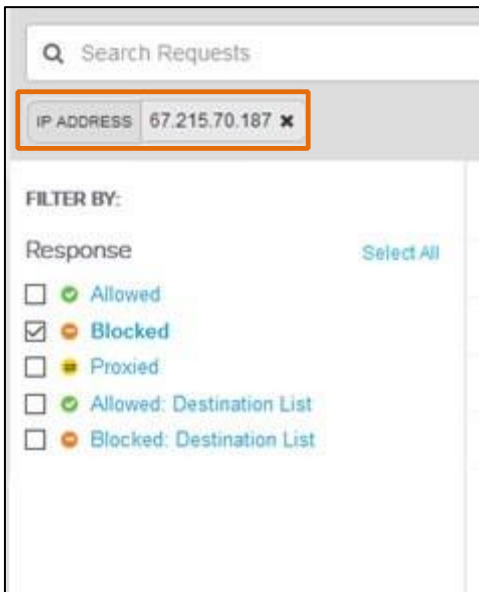 Search Requests
IP ADDRESS 67.215.70.187 ✖
FILTER BY:
Response Select All
Allowed
Blocked
Proxied
Allowed: Destination List
Blocked: Destination List